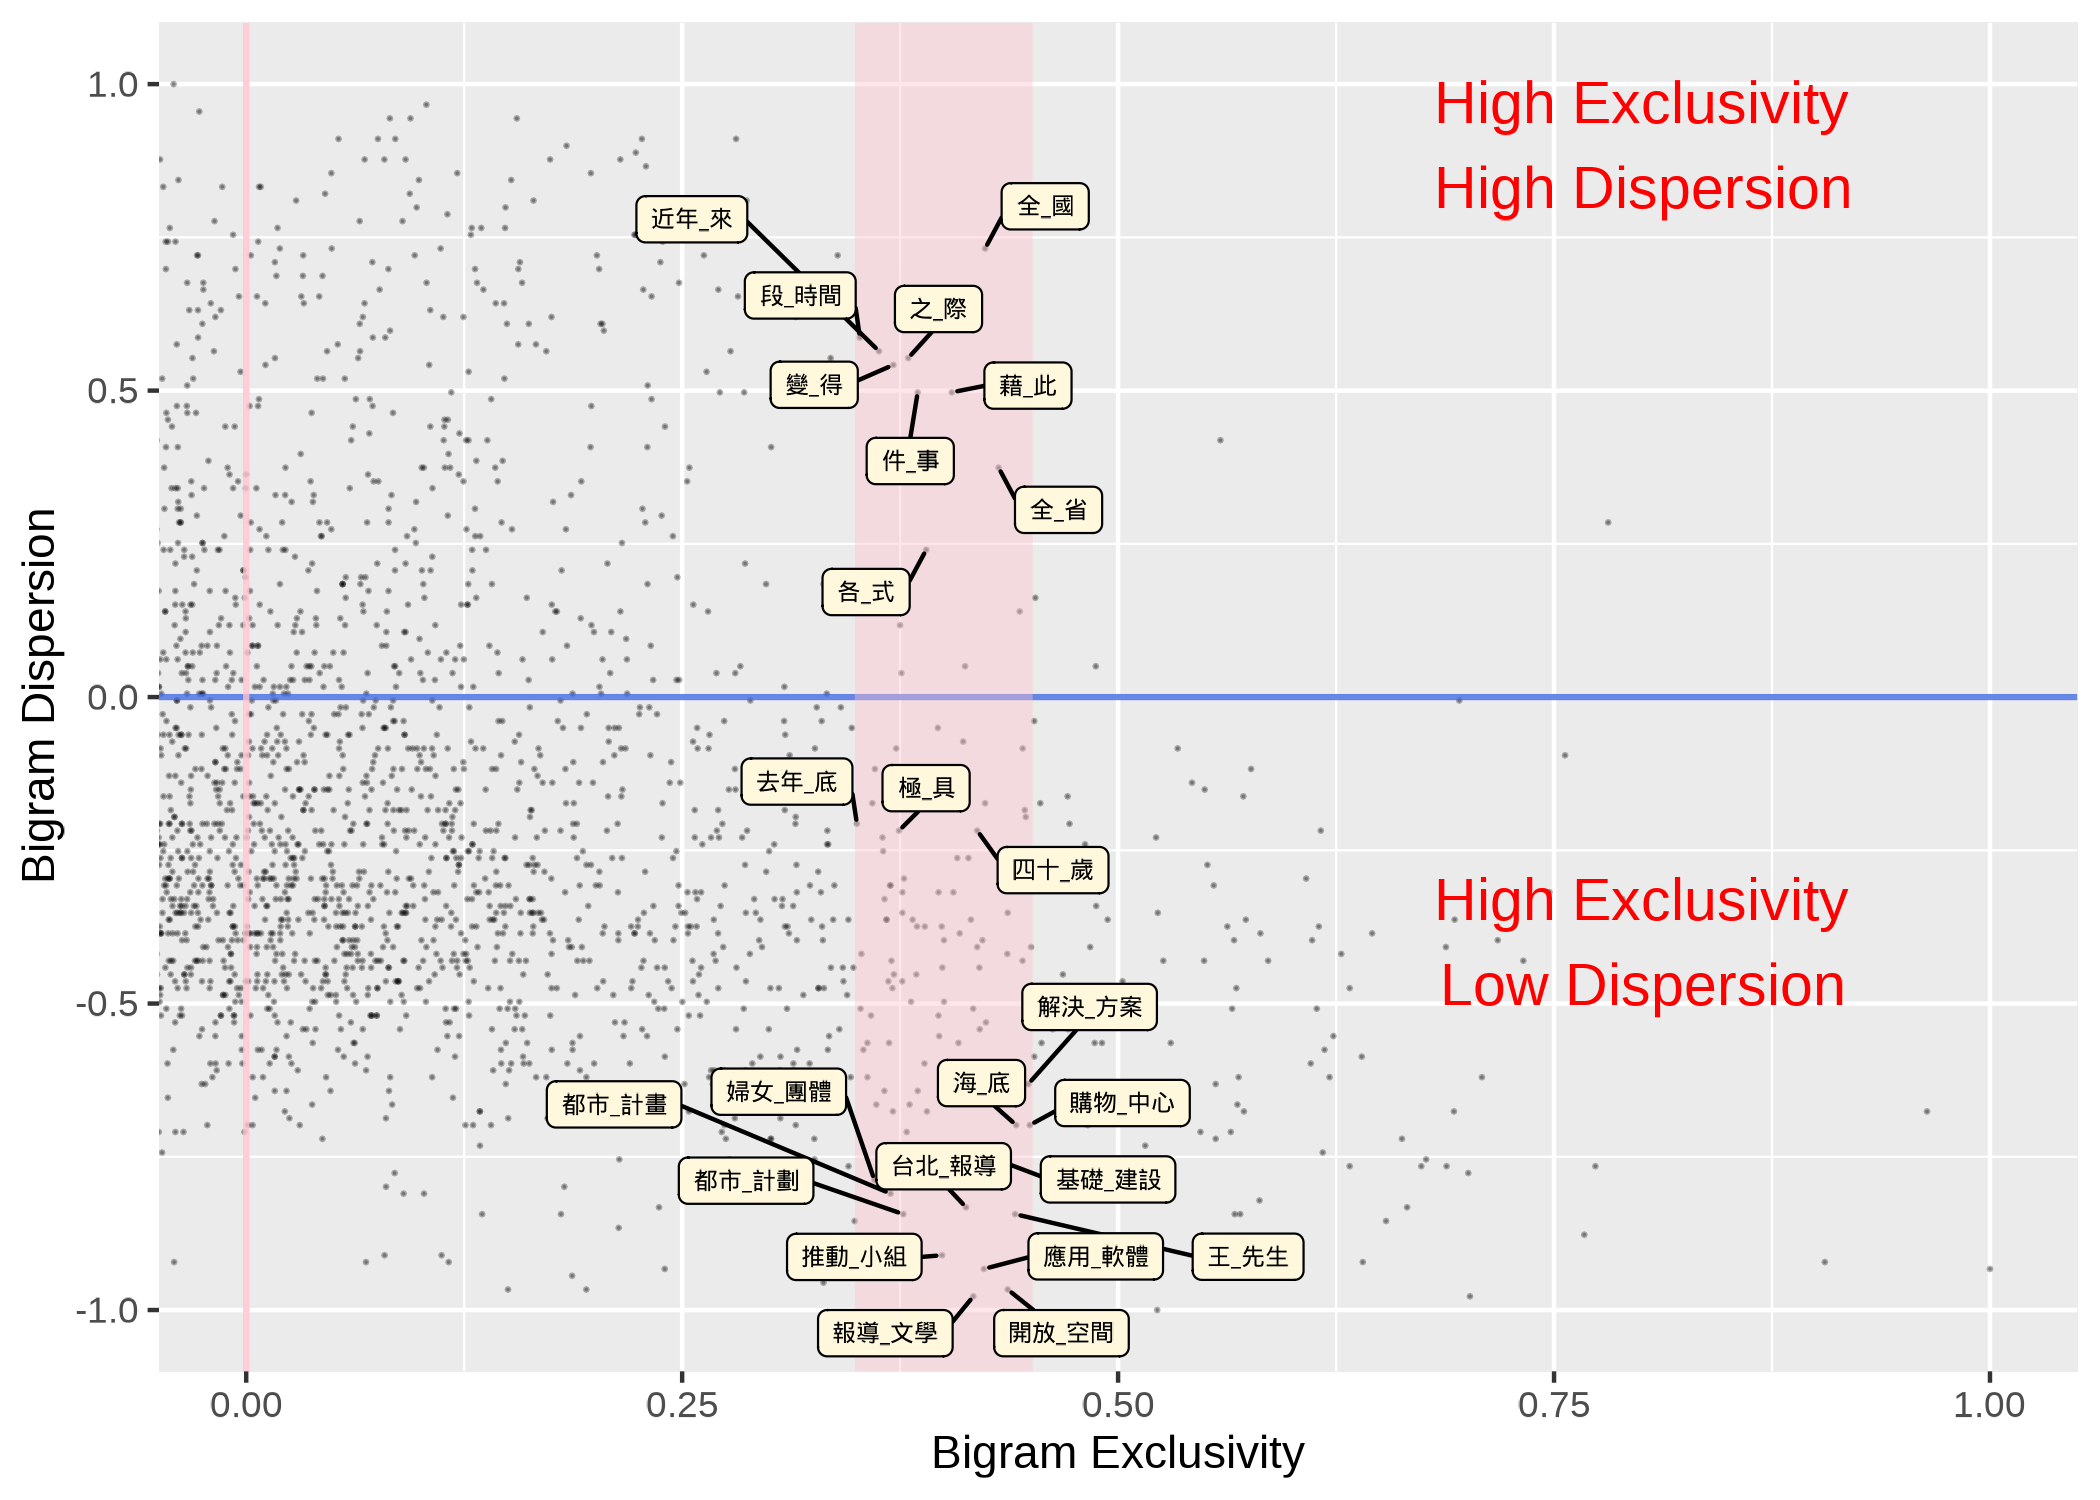 High Exclusivity
High Dispersion
近年_來
全_國
段_時間
之_際
變_得
藉_此
件_事
全_省
各_式
去年_底
極_具
四十_歲
High Exclusivity
Low Dispersion
解決_方案
海_底
婦女_團體
都市_計畫
購物_中心
台北_報導
都市_計劃
基礎_建設
推動_小組
應用_軟體
王_先生
報導_文學
開放_空間
1.0
0.5
0.0
-0.5
-1.0
Bigram Dispersion
0.00
0.25
0.50
0.75
1.00
Bigram Exclusivity